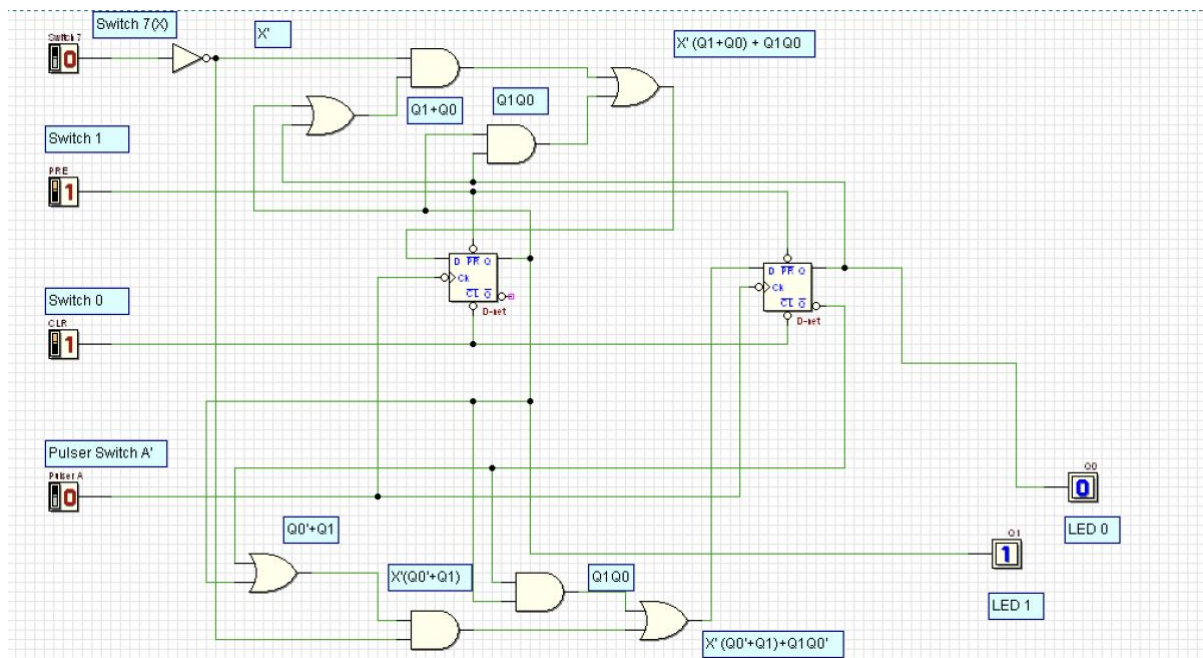 Switch 7(X)
Switch 7
0
X'
X' (Q1+Q0) + Q1Q0
Q1+Q0
Q1Q0
Switch 1
PRE
1
D PR Q
Ck
CL Q
D-net
D PR Q
Ck
CL Q
D-net
Switch 0
CLR
1
Pulser Switch A'
Pulser A
0
Q0
0
LED 0
Q0'+Q1
Q1
1
X'(Q0'+Q1)
Q1Q0
LED 1
X' (Q0'+Q1)+Q1Q0'